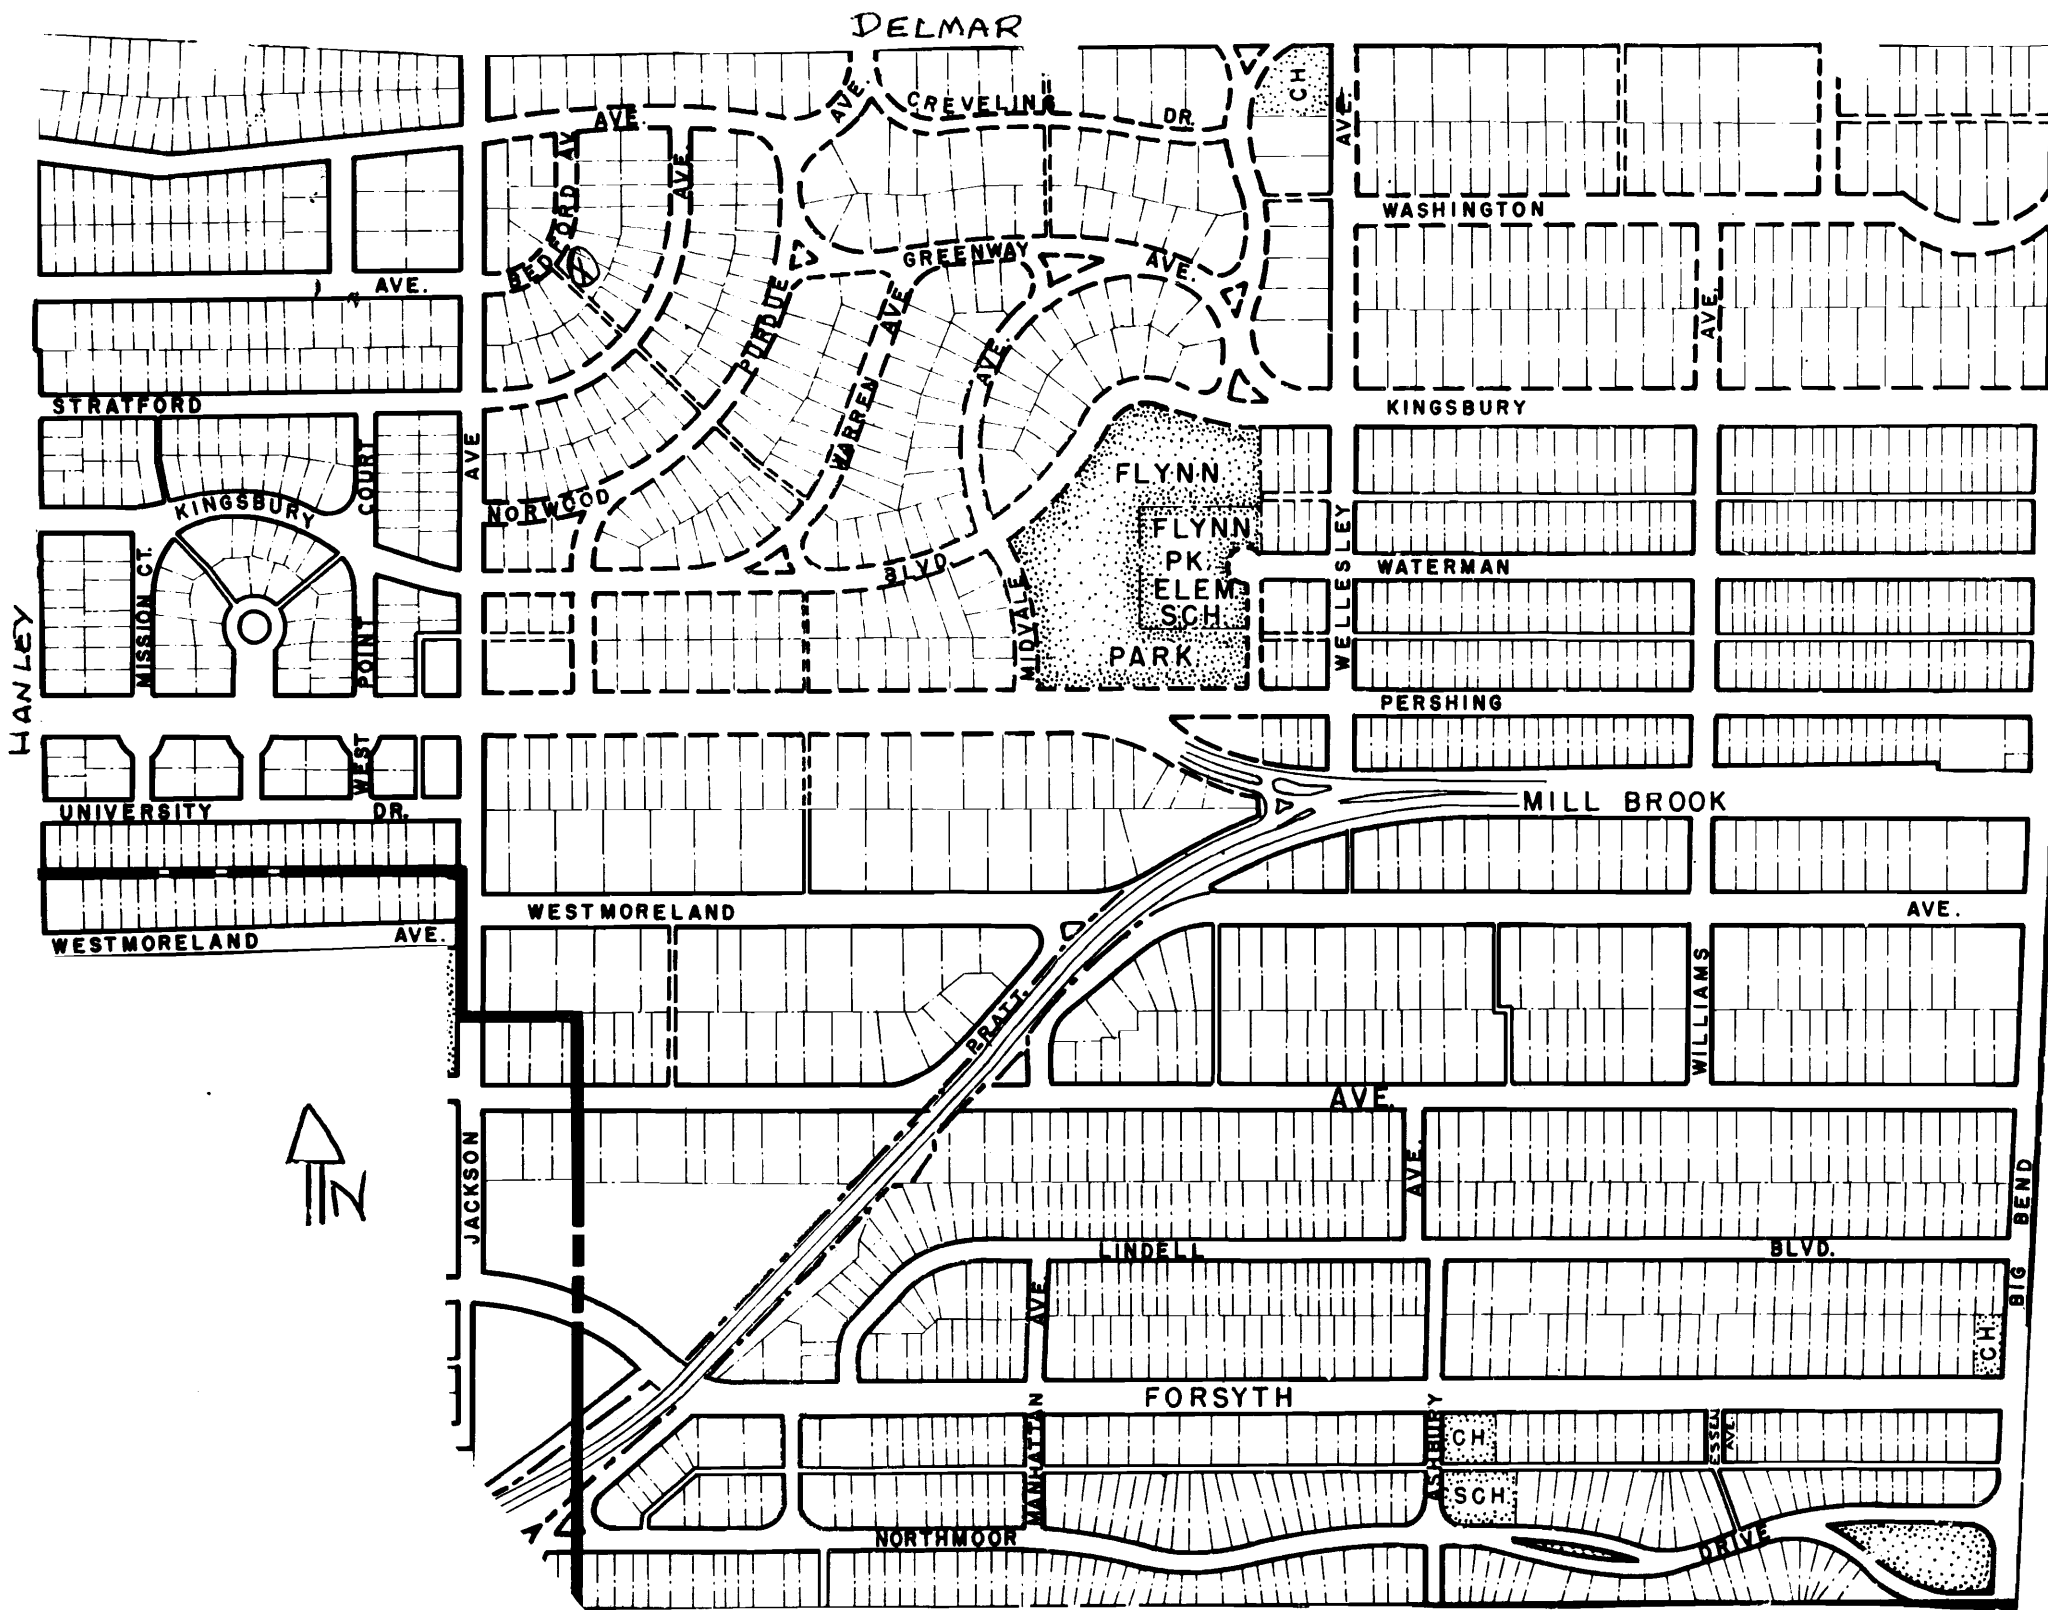 DELMAR
CH
CREVELING
DR.
AVE.
AVE.
AVE.
AVE.
BEDFORD AV
WASHINGTON
GREENWAY
AVE.
AVE.
PURDUE
AVE.
AVE.
AVE.
STRATFORD
KINGSBURY
COURT
AVE
WARREN
FLYNN
KINGSBURY
NORWOOD
FLYNN
PK.
ELEM.
SCH.
PARK
WELLESLEY
WATERMAN
BLVD
MISSION CT.
POINT
MIDVALE
HANLEY
PERSHING
WEST
UNIVERSITY
DR.
MILL BROOK
WESTMORELAND
AVE.
WESTMORELAND
AVE.
WILLIAMS
PRATT.
AVE.
N
JACKSON
AVE.
BIG BEND
LINDELL
BLVD.
AVE.
CH
FORSYTH
MANHATTAN
ASHBURY
CH.
ESSEX
AVE.
SCH.
NORTHMOOR
DRIVE